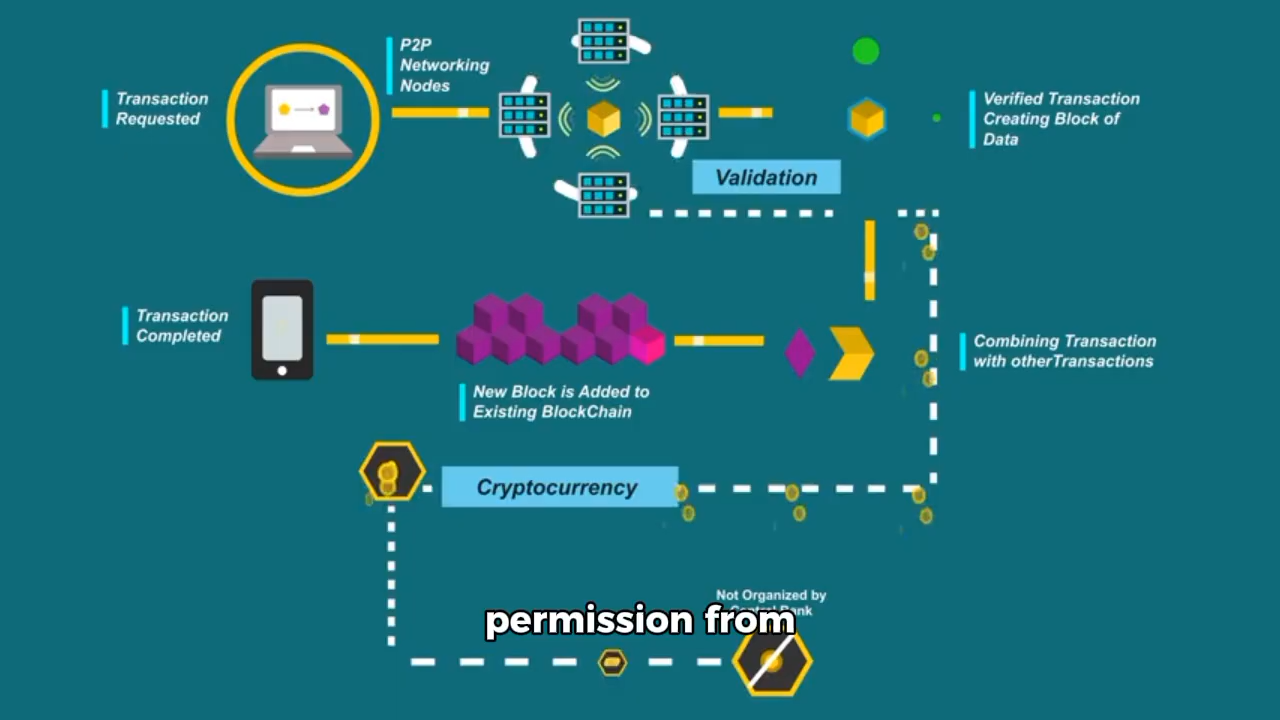 P2P
Networking
Nodes
Transaction
Requested
Verified Transaction
Creating Block of
Data
Validation
Transaction
Completed
Combining Transaction
with otherTransactions
New Block is Added to
Existing BlockChain
Cryptocurrency
Not Organized by
Bank
permission from